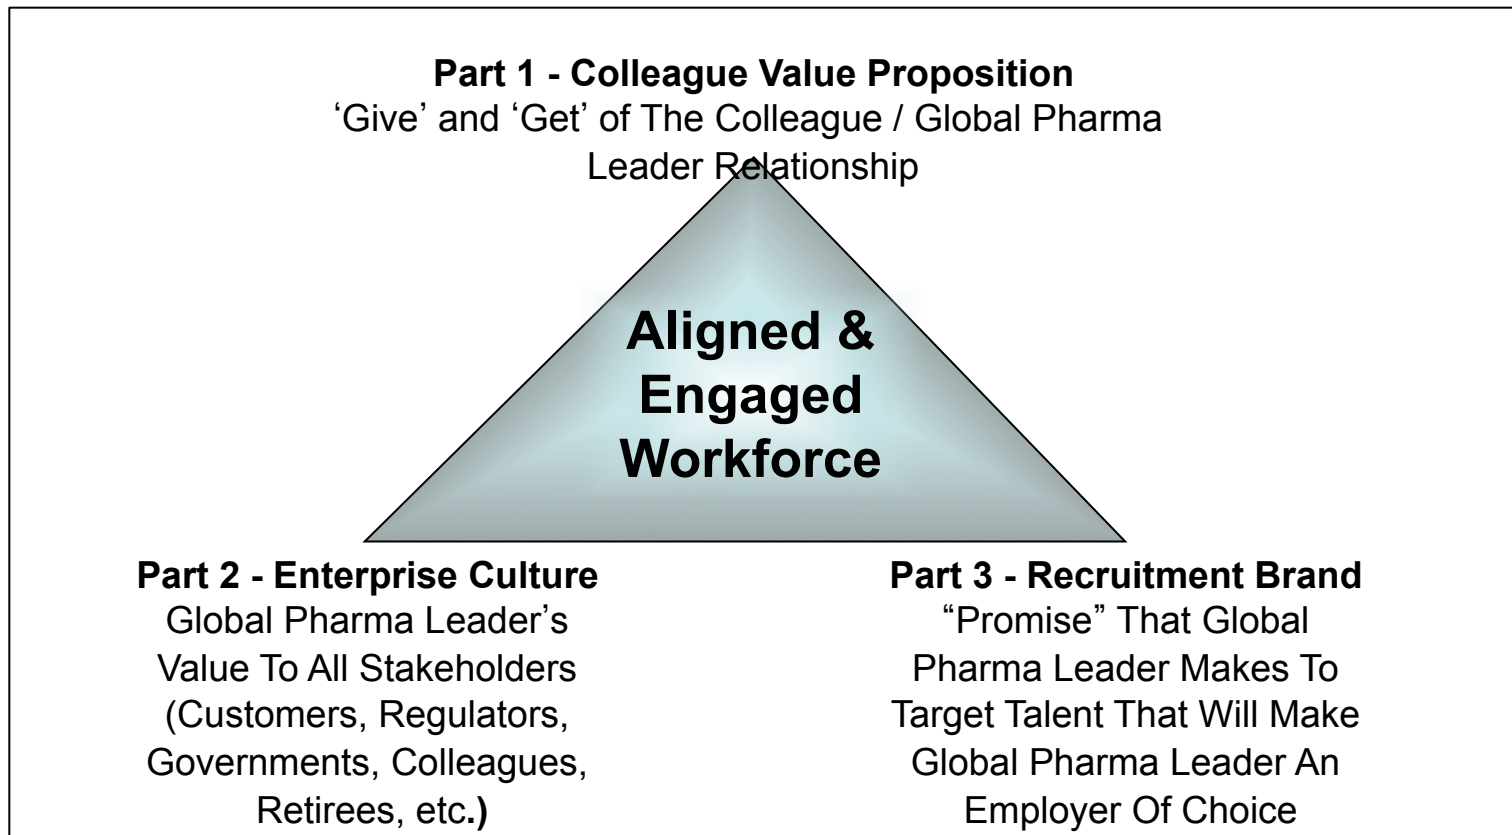 Part 1 - Colleague Value Proposition
‘Give’ and ‘Get’ of The Colleague / Global Pharma
Leader Relationship
Aligned &
Engaged
Workforce
Part 2 - Enterprise Culture
Global Pharma Leader’s
Value To All Stakeholders
(Customers, Regulators,
Governments, Colleagues,
Retirees, etc.)
Part 3 - Recruitment Brand
“Promise” That Global
Pharma Leader Makes To
Target Talent That Will Make
Global Pharma Leader An
Employer Of Choice